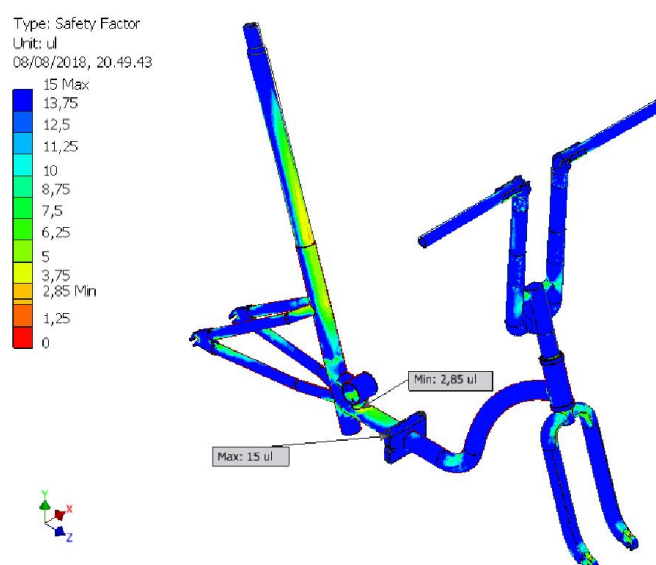 Type: Safety Factor
Unit: ul
08/08/2018, 20.49.43
15 Max
13,75
12,5
11,25
10
8,75
7,5
6,25
5
3,75
2,85 Min
1,25
0
Min: 2,85 ul
Max: 15 ul
Y
X
Z